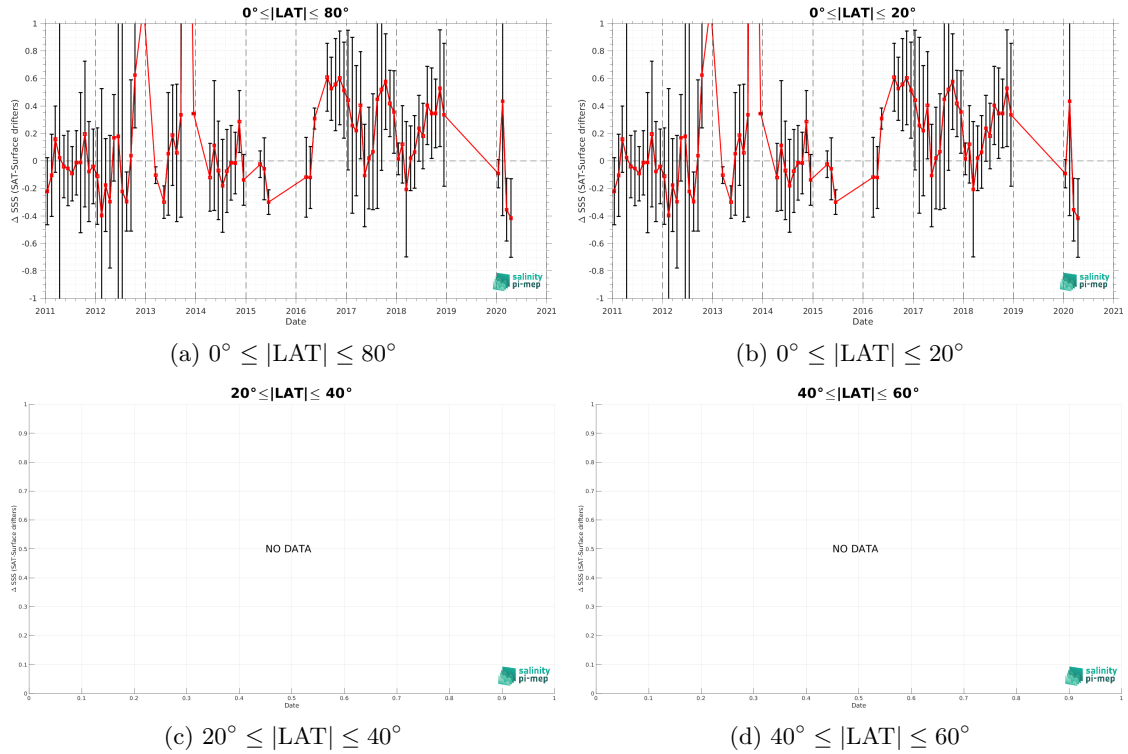 0°≤|LAT|≤ 80°
Δ SSS (SAT-Surface drifters)
1
0.8
0.6
0.4
0.2
0
-0.2
-0.4
-0.6
-0.8
-1
2011 2012 2013 2014 2015 2016 2017 2018 2019 2020 2021
Date
salinity
pi-mep
(a) 0° ≤ |LAT| ≤ 80°
0°≤|LAT|≤ 20°
Δ SSS (SAT-Surface drifters)
1
0.8
0.6
0.4
0.2
0
-0.2
-0.4
-0.6
-0.8
-1
2011 2012 2013 2014 2015 2016 2017 2018 2019 2020 2021
Date
salinity
pi-mep
(b) 0° ≤ |LAT| ≤ 20°
20°≤|LAT|≤ 40°
Δ SSS (SAT-Surface drifters)
1
0.9
0.8
0.7
0.6
0.5
0.4
0.3
0.2
0.1
0
NO DATA
0 0.1 0.2 0.3 0.4 0.5 0.6 0.7 0.8 0.9 1
Date
salinity
pi-mep
(c) 20° ≤ |LAT| ≤ 40°
40°≤|LAT|≤ 60°
Δ SSS (SAT-Surface drifters)
1
0.9
0.8
0.7
0.6
0.5
0.4
0.3
0.2
0.1
0
NO DATA
0 0.1 0.2 0.3 0.4 0.5 0.6 0.7 0.8 0.9 1
Date
salinity
pi-mep
(d) 40° ≤ |LAT| ≤ 60°